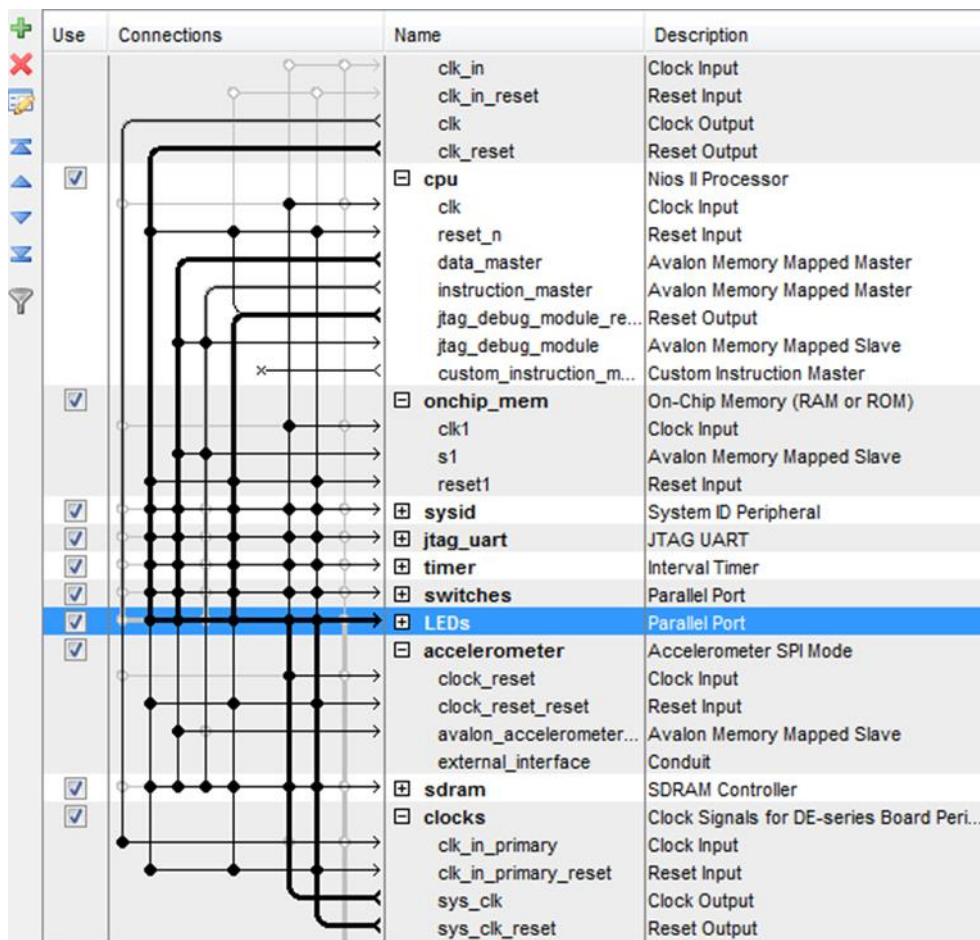 Use Connections Name Description
clk_in Clock Input
clk_in_reset Reset Input
clk Clock Output
clk_reset Reset Output
cpu Nios II Processor
clk Clock Input
reset_n Reset Input
data_master Avalon Memory Mapped Master
instruction_master Avalon Memory Mapped Master
jtag_debug_module_re... Reset Output
jtag_debug_module Avalon Memory Mapped Slave
custom_instruction_m... Custom Instruction Master
onchip_mem On-Chip Memory (RAM or ROM)
clk1 Clock Input
s1 Avalon Memory Mapped Slave
reset1 Reset Input
sysid System ID Peripheral
jtag_uart JTAG UART
timer Interval Timer
switches Parallel Port
LEDs Parallel Port
accelerometer Accelerometer SPI Mode
clock_reset Clock Input
clock_reset_reset Reset Input
avalon_accelerometer... Avalon Memory Mapped Slave
external_interface Conduit
sdram SDRAM Controller
clocks Clock Signals for DE-series Board Peri...
clk_in_primary Clock Input
clk_in_primary_reset Reset Input
sys_clk Clock Output
sys_clk_reset Reset Output